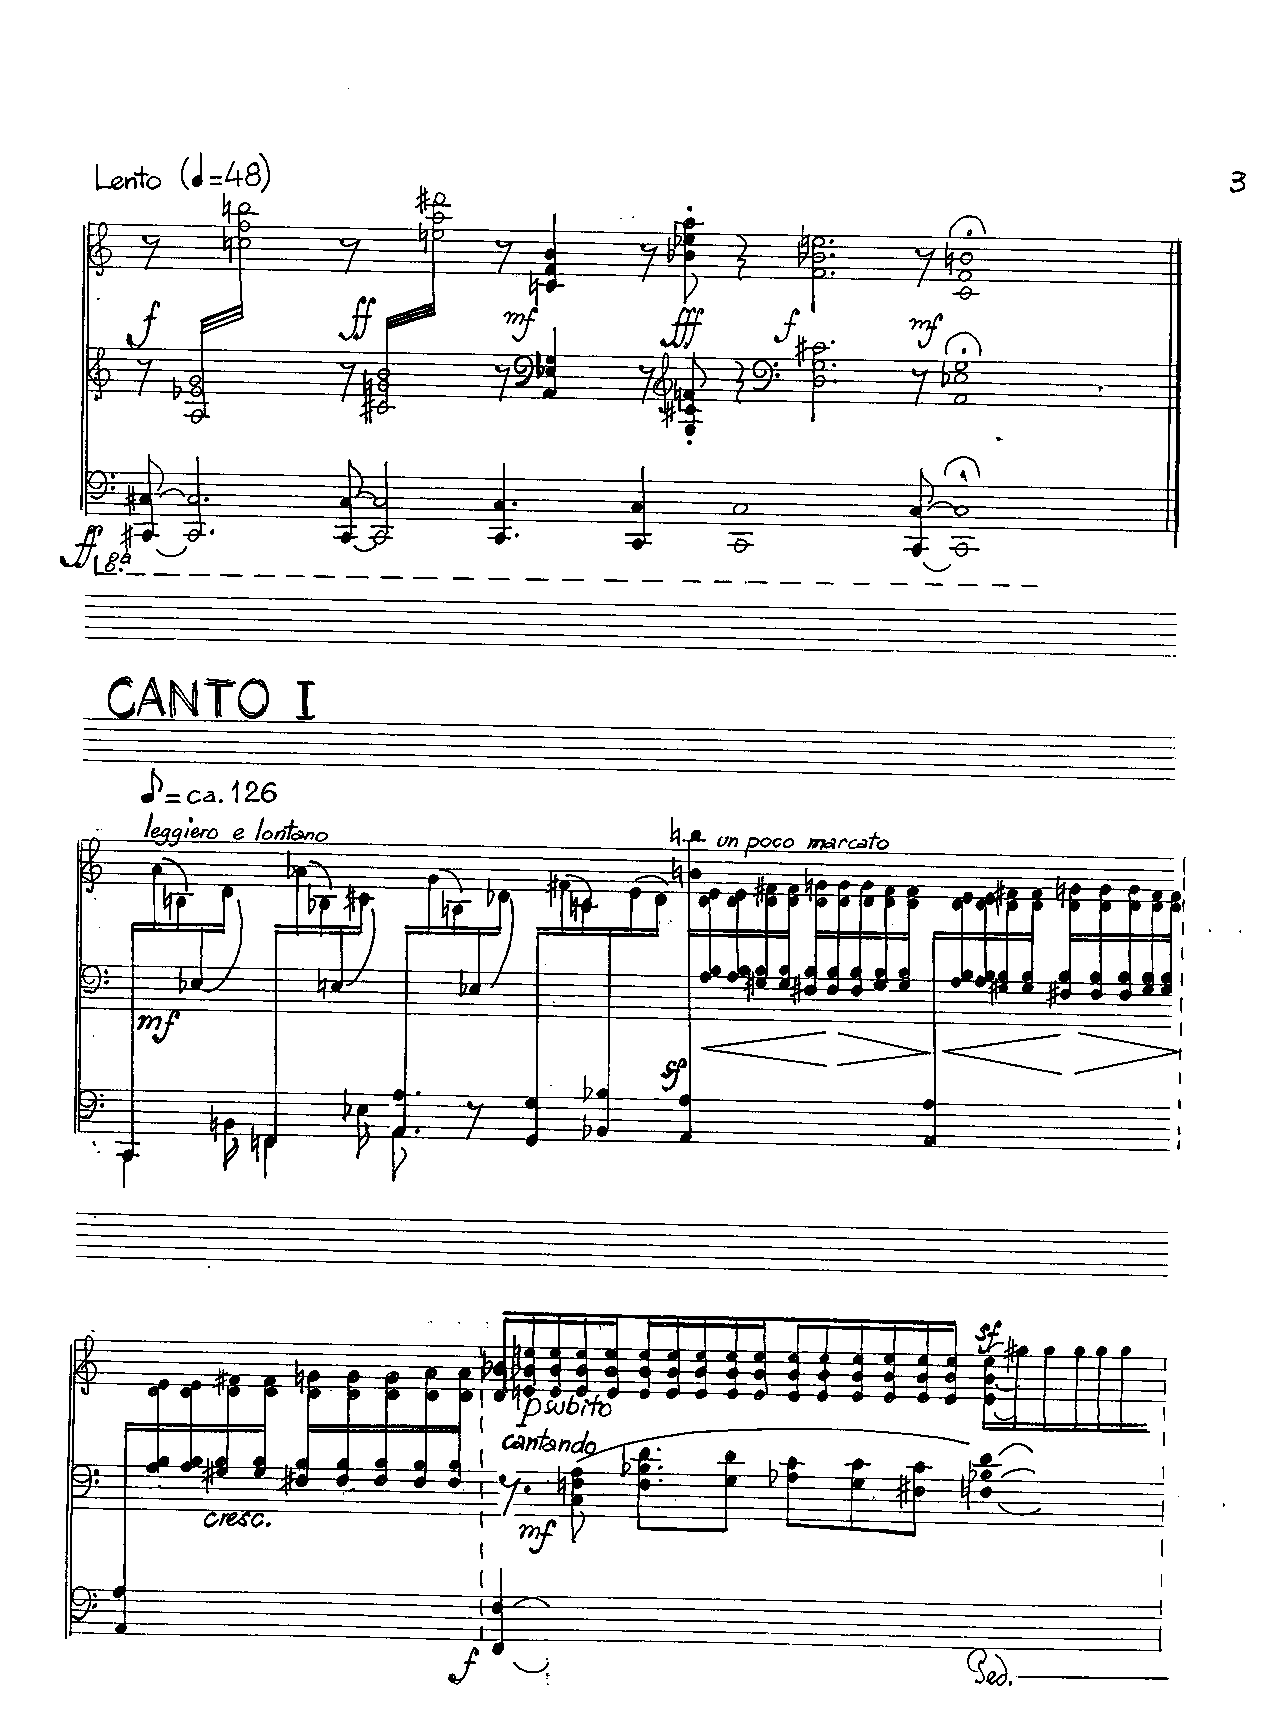 Lento (♩=48)
3
f ff mf fff f mf
ff
8.ª
CANTO I
♪= ca. 126
leggiero e lontano
un poco marcato
mf
sf
sf
p subito
cantando
cresc.
mf
f
Ped.